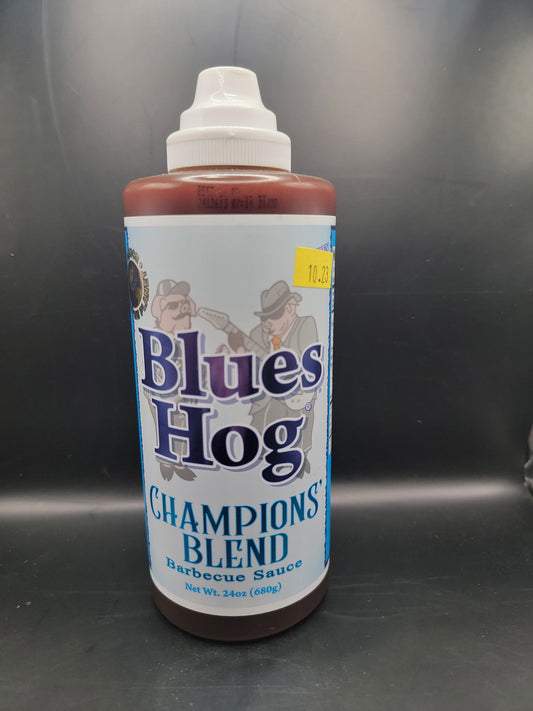 10.23
Blues
Hog®
CHAMPIONS'
BLEND
Barbecue Sauce
Net Wt. 24oz (680g)